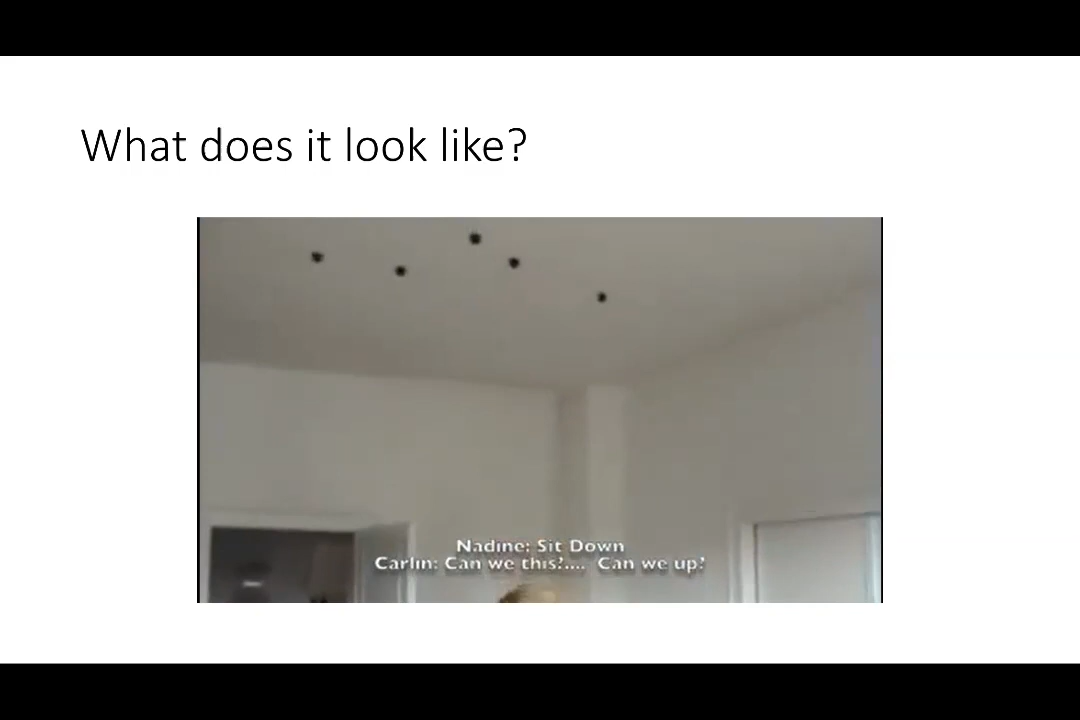 What does it look like?
Nadine: Sit Down
Carlin: Can we this?.... Can we up?